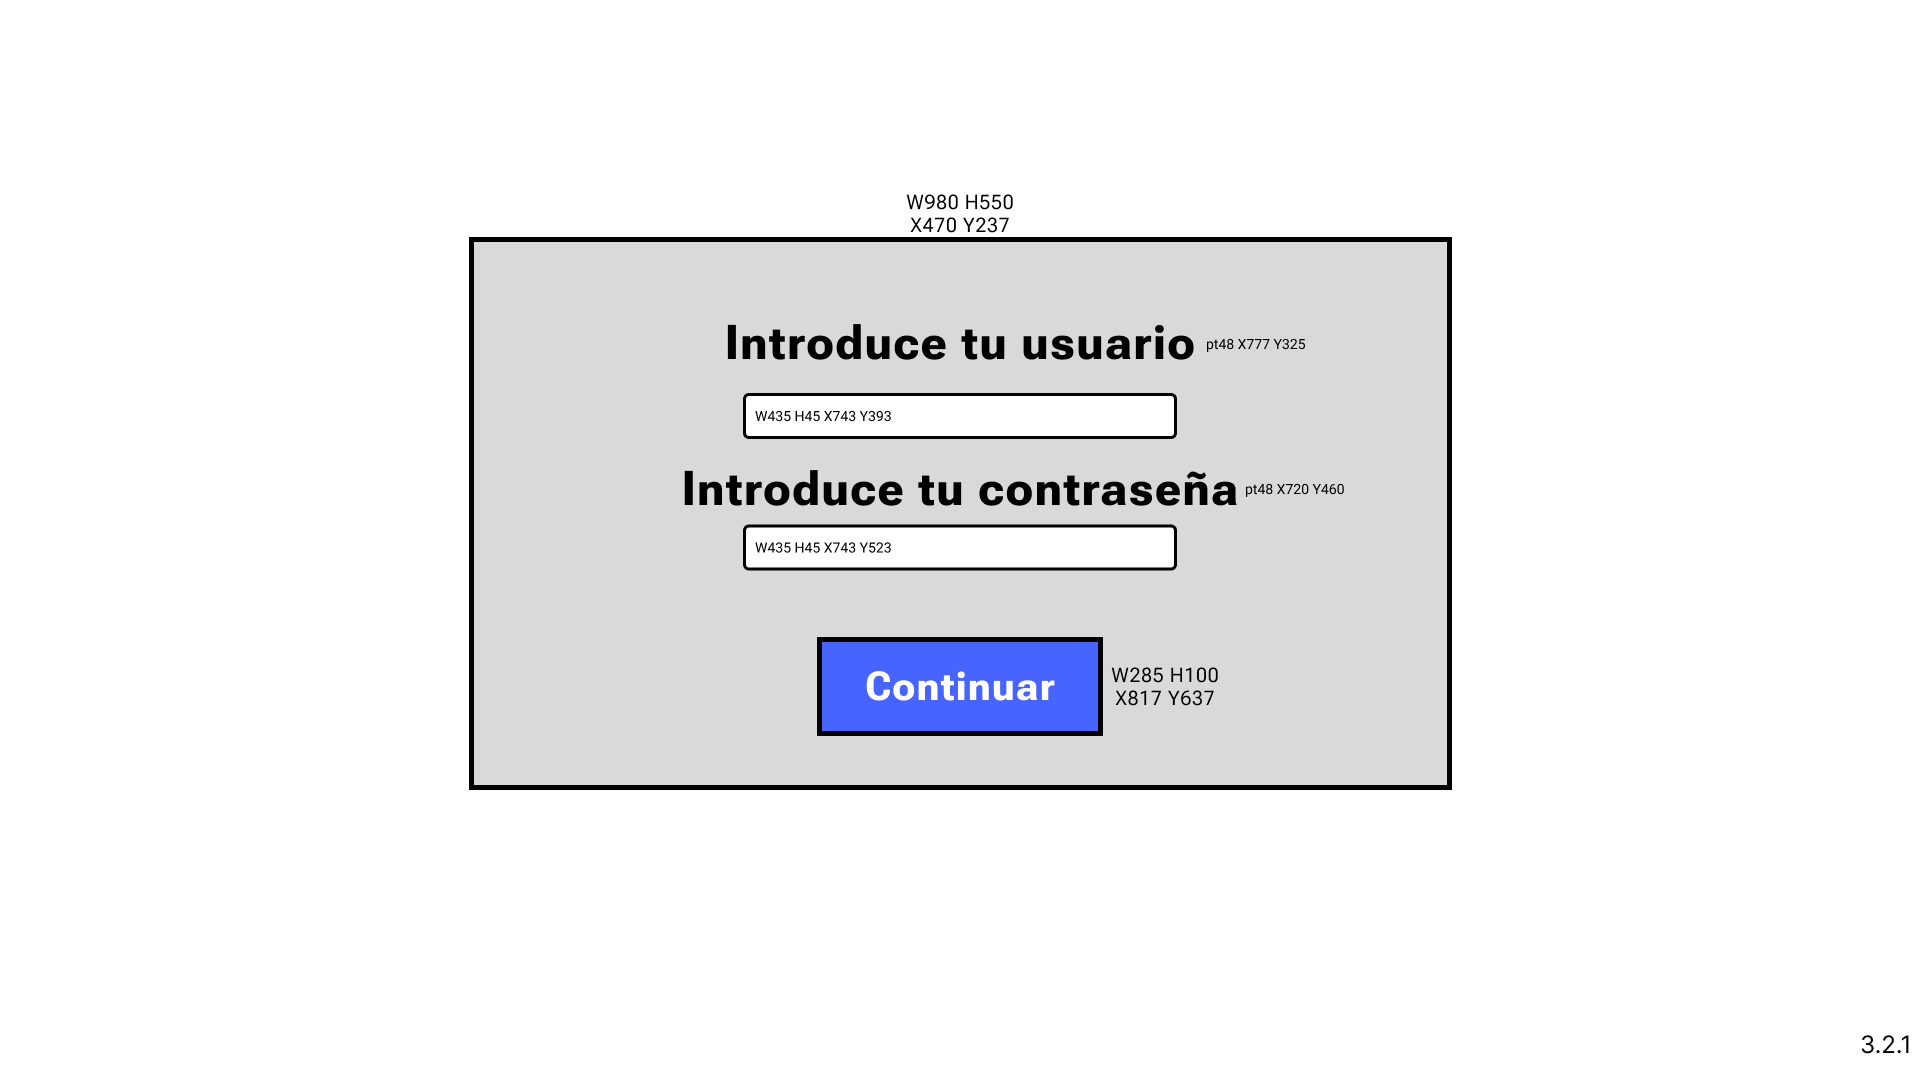 W980 H550
X470 Y237
Introduce tu usuario pt48 X777 Y325
W435 H45 X743 Y393
Introduce tu contraseña pt48 X720 Y460
W435 H45 X743 Y523
Continuar
W285 H100
X817 Y637
3.2.1